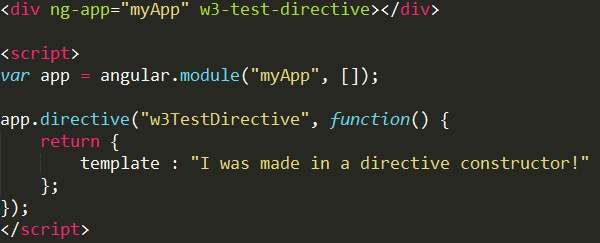 <div ng-app="myApp" w3-test-directive></div>
<script>
var app = angular.module("myApp", []);
app.directive("w3TestDirective", function() {
return {
template : "I was made in a directive constructor!"
};
});
</script>